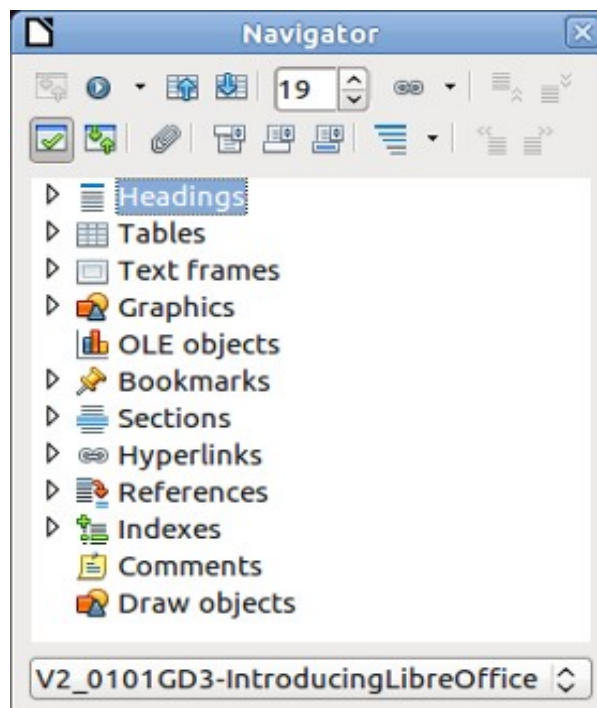 Navigator
19
Headings
Tables
Text frames
Graphics
OLE objects
Bookmarks
Sections
Hyperlinks
References
Indexes
Comments
Draw objects
V2_0101GD3-IntroducingLibreOffice